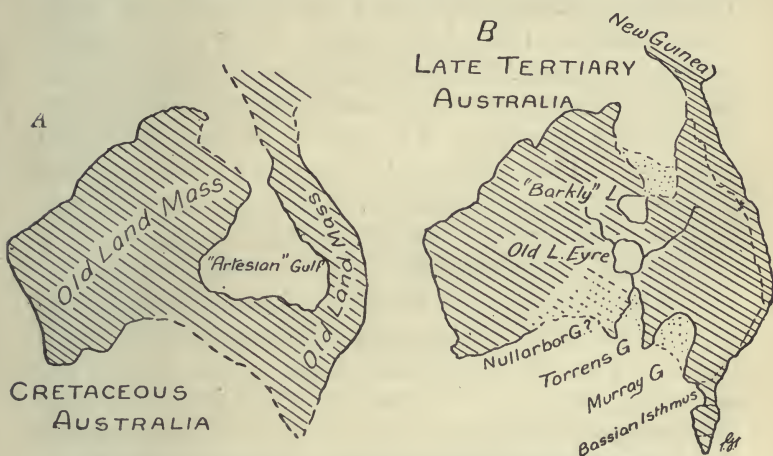 A
Old Land Mass
"Artesian" Gulf
Old Land Mass
CRETACEOUS
AUSTRALIA
B
LATE TERTIARY
AUSTRALIA
New Guinea
"Barkly" L
Old L. Eyre
Nullarbor G?
Torrens G
Murray G
Bassian Isthmus